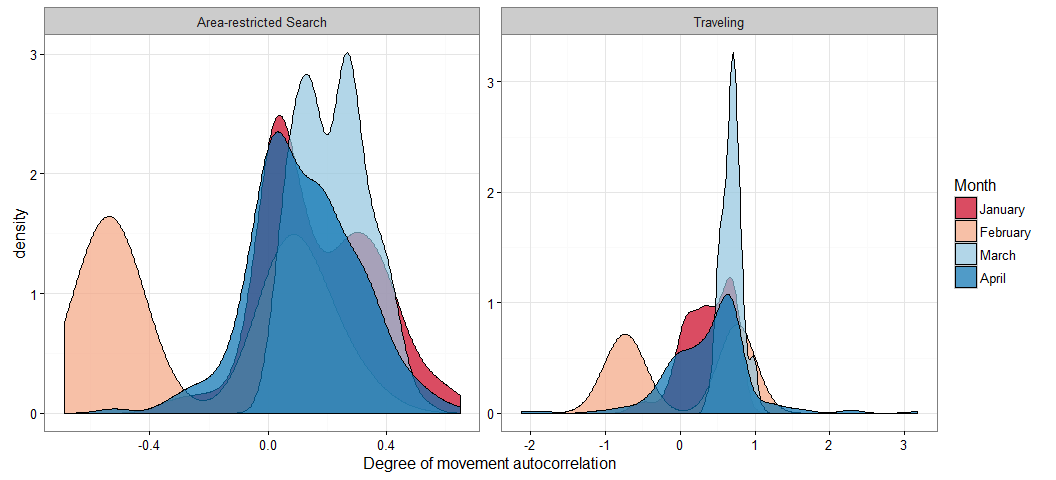 Area-restricted Search
Traveling
density
3
2
1
0
3
2
1
0
-0.4 0.0 0.4
-2 -1 0 1 2 3
Degree of movement autocorrelation
Month
January
February
March
April